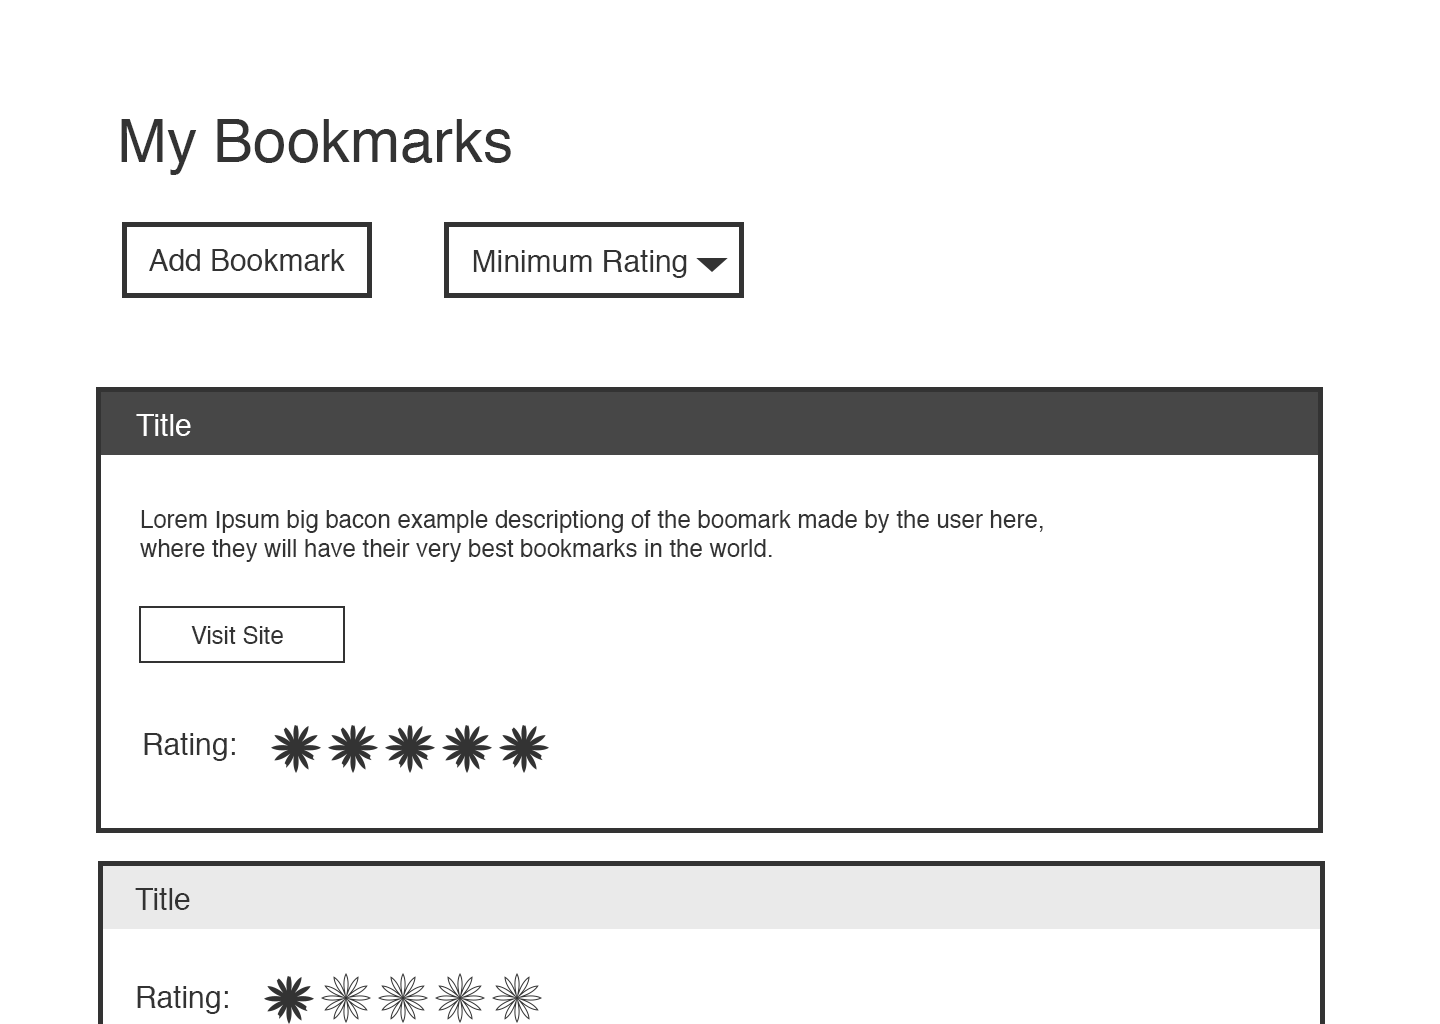 My Bookmarks
Add Bookmark
Minimum Rating
Title
Lorem Ipsum big bacon example descriptiong of the boomark made by the user here,
where they will have their very best bookmarks in the world.
Visit Site
Rating:
Title
Rating: